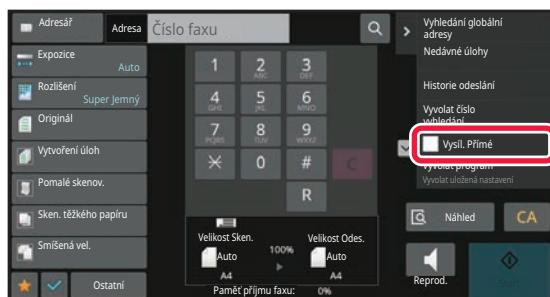 Adresář
Adresa
Číslo faxu
Vyhledání globální
adresy
Nedávné úlohy
Historie odeslání
Vyvolat číslo
vyhledání
Vysíl. Přímé
Vyvolat program
Vyvolat uložená nastavení
Expozice
Auto
Rozlišení
Super Jemný
Originál
Vytvoření úloh
Pomalé skenov.
Sken. těžkého papíru
Smíšená vel.
Ostatní
1
2
ABC
3
DEF
4
GHI
5
JKL
6
MNO
7
PQRS
8
TUV
9
WXYZ
0
#
C
R
Velikost Sken.
Auto
A4
100%
Velikost Odes.
Auto
A4
Paměť příjmu faxu: 0%
Náhled
CA
Reprod.
Start